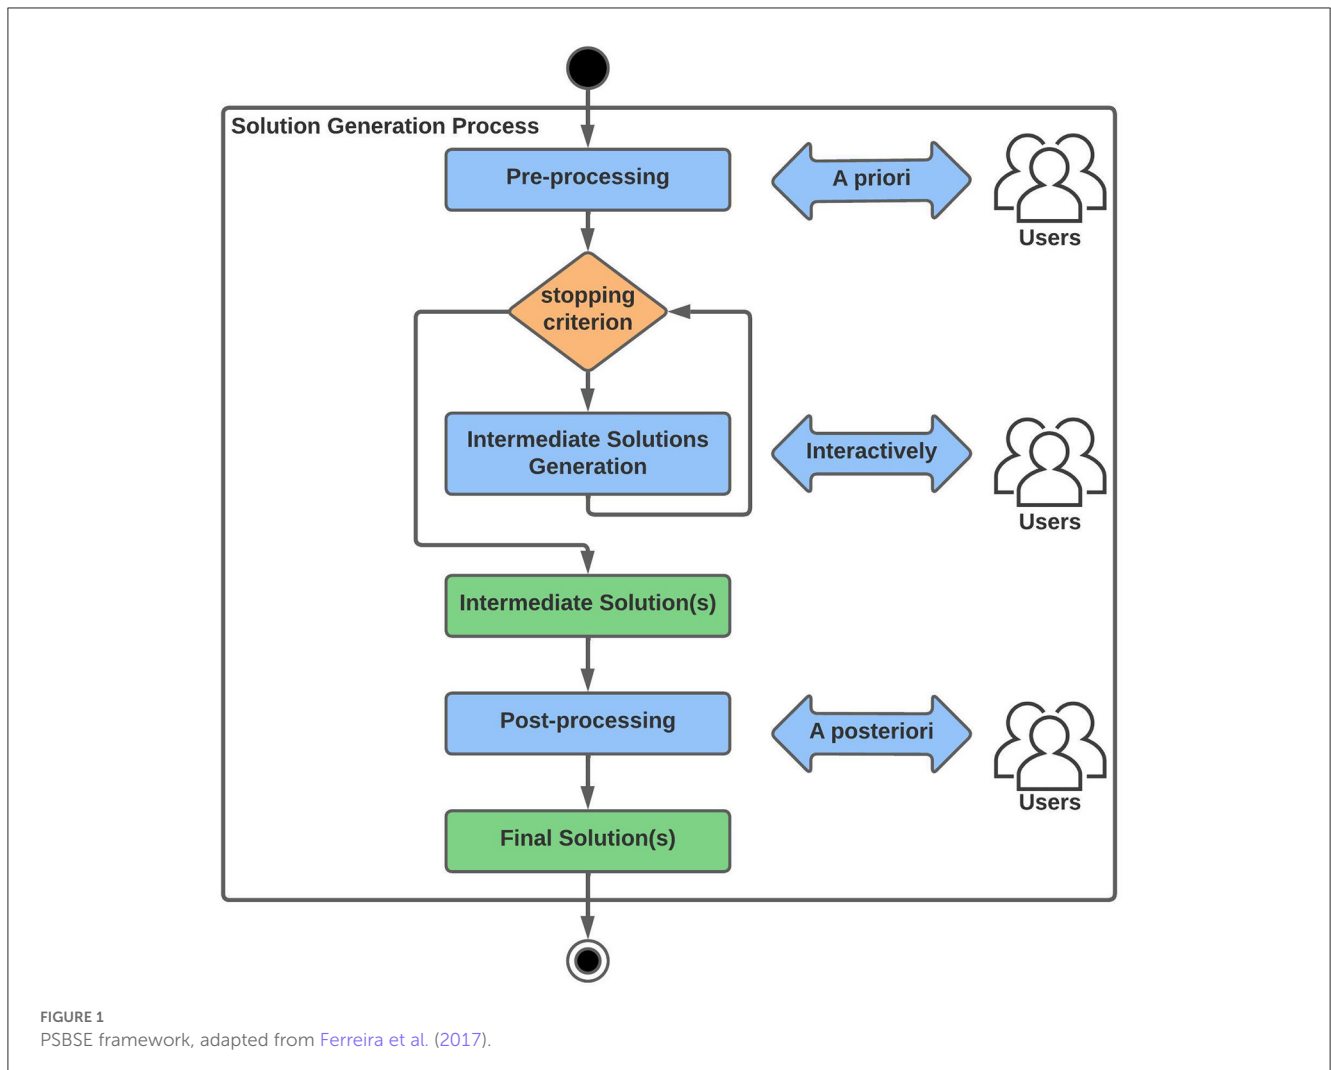 Solution Generation Process
Pre-processing
A priori
Users
stopping
criterion
Intermediate Solutions
Generation
Interactively
Users
Intermediate Solution(s)
Post-processing
A posteriori
Users
Final Solution(s)
FIGURE 1
PSBSE framework, adapted from Ferreira et al. (2017).